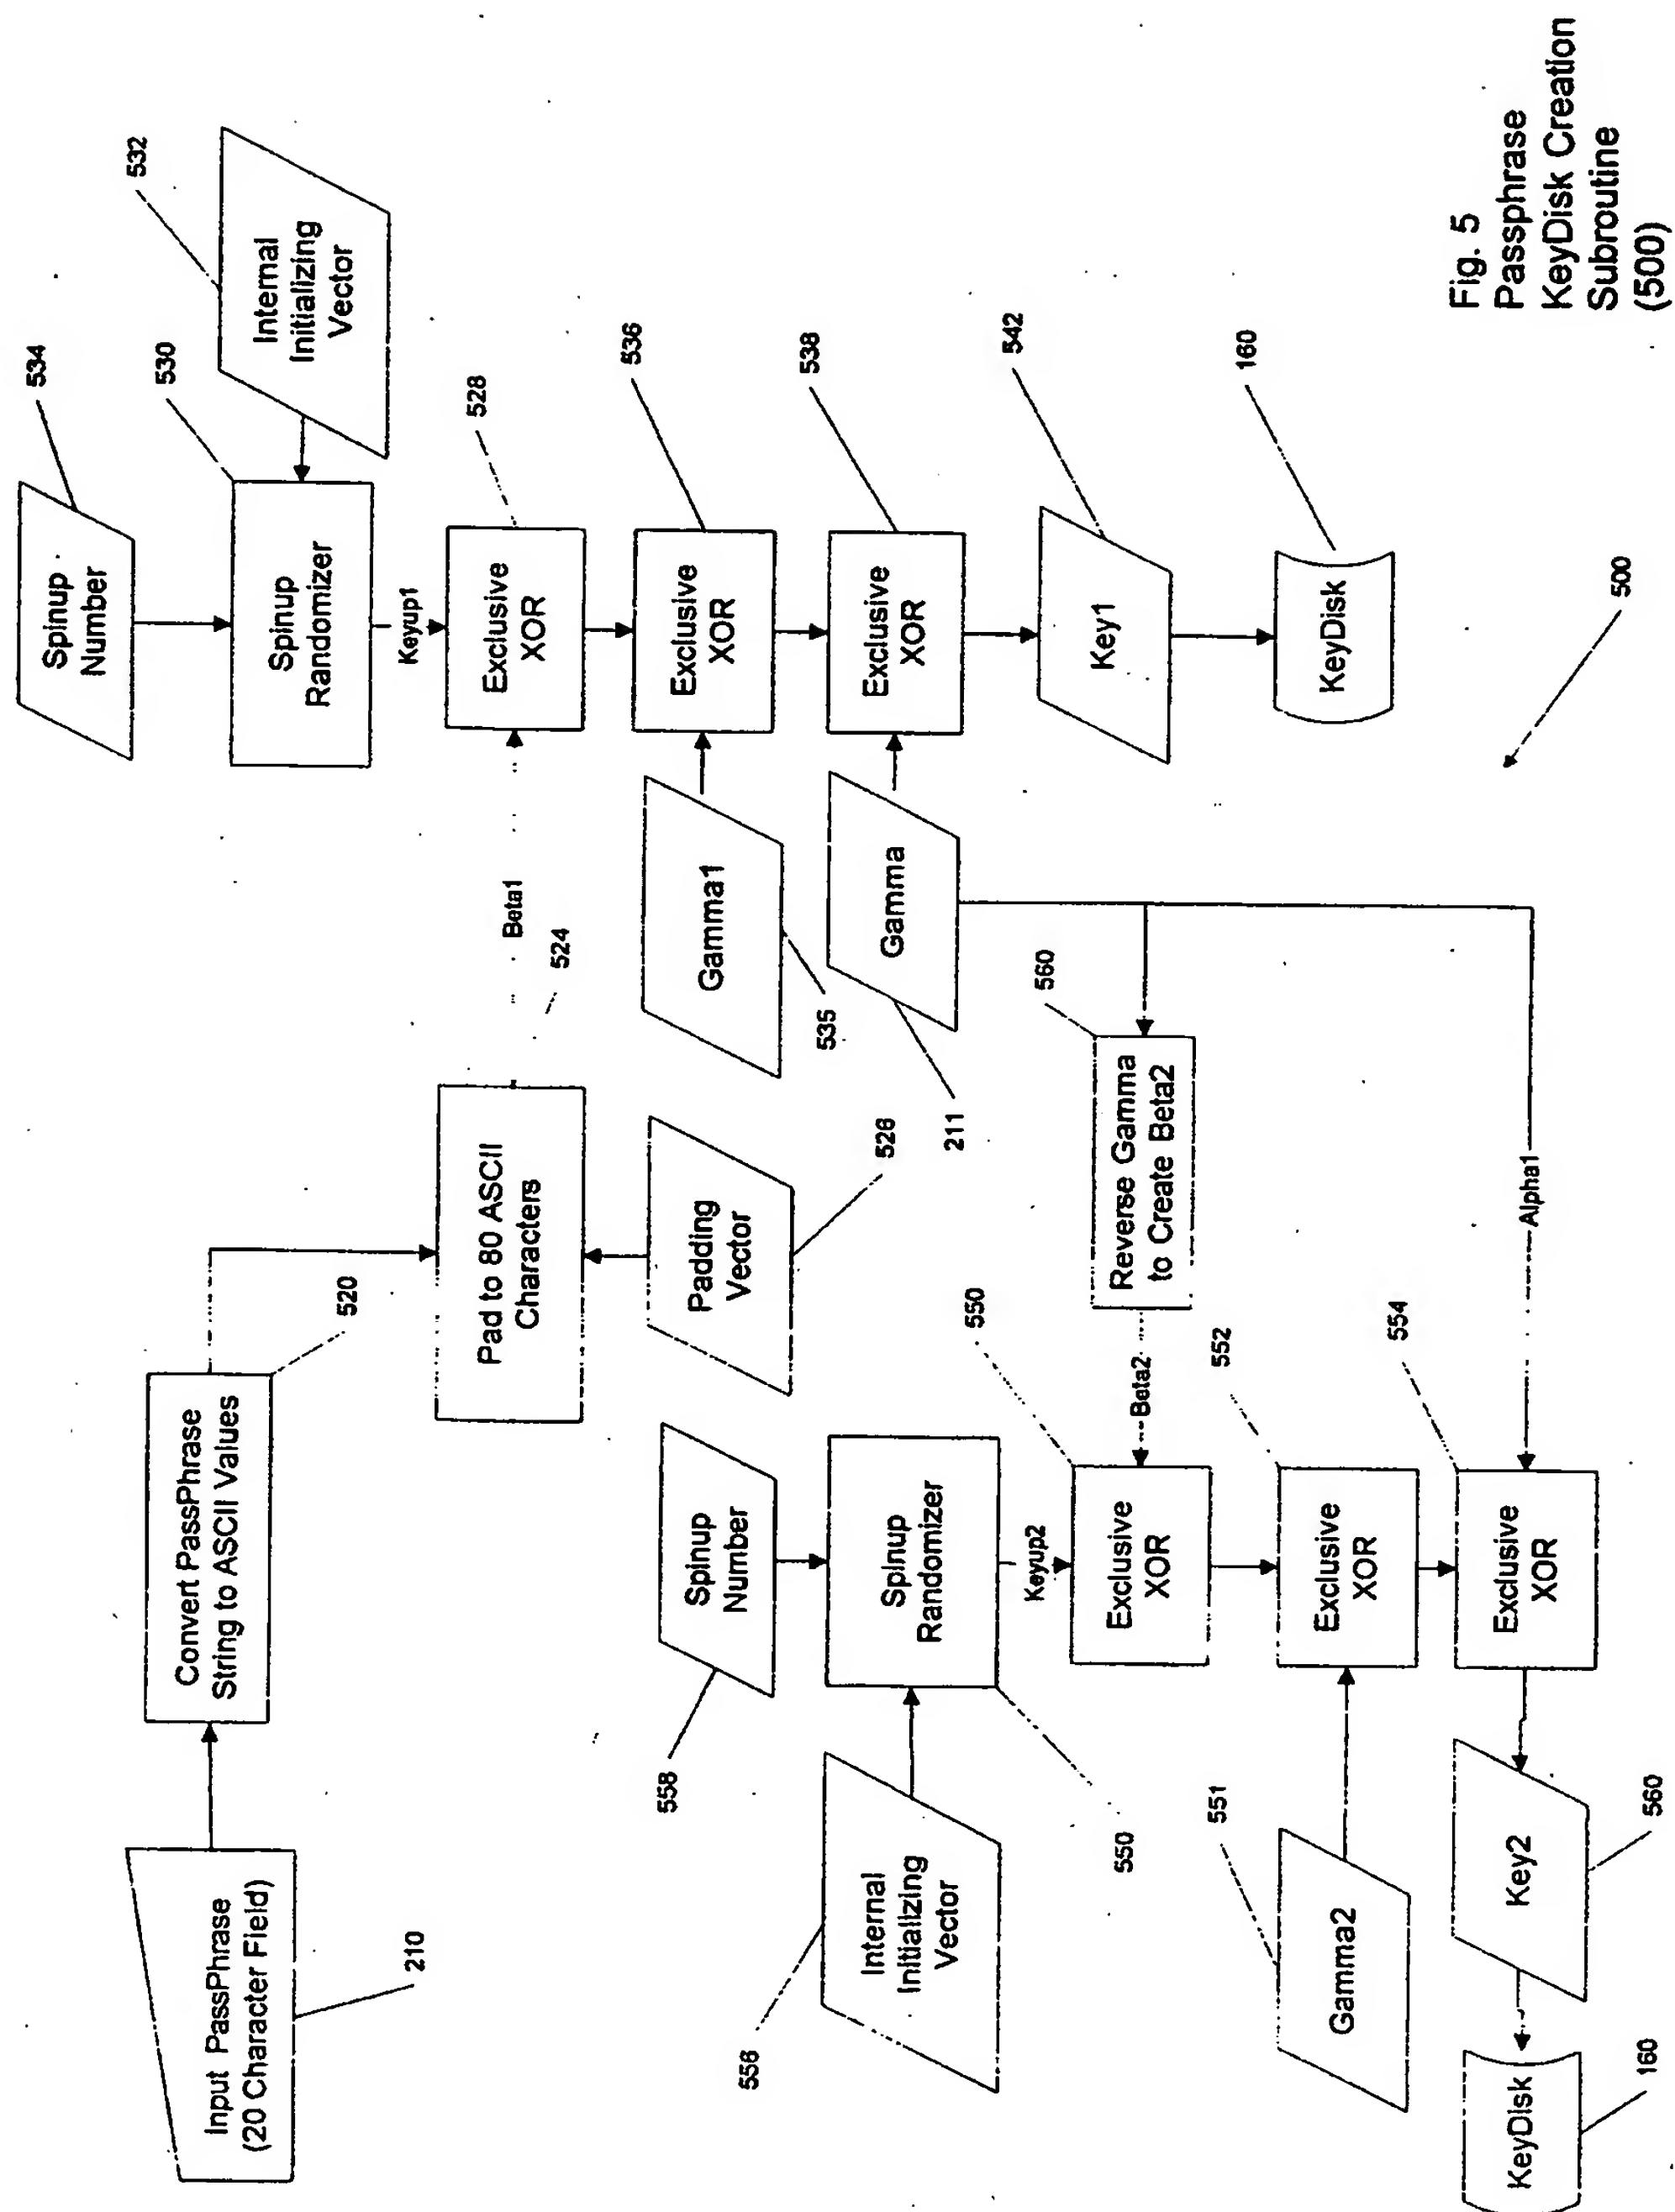 Input PassPhrase
(20 Character Field)
210
Convert PassPhrase
String to ASCII Values
520
Pad to 80 ASCII
Characters
524
Padding
Vector
526
Beta1
Spinup
Number
534
Spinup
Randomizer
530
Internal
Initializing
Vector
532
Keyup1
Exclusive
XOR
528
Gamma1
535
Exclusive
XOR
536
Gamma
211
Exclusive
XOR
538
Key1
542
KeyDisk
160
Spinup
Number
558
Internal
Initializing
Vector
556
Spinup
Randomizer
550
Keyup2
Reverse Gamma
to Create Beta2
560
Beta2
Exclusive
XOR
550
Gamma2
551
Exclusive
XOR
552
Alpha1
Exclusive
XOR
554
Key2
560
KeyDisk
160
500
Fig. 5
Passphrase
KeyDisk Creation
Subroutine
(500)